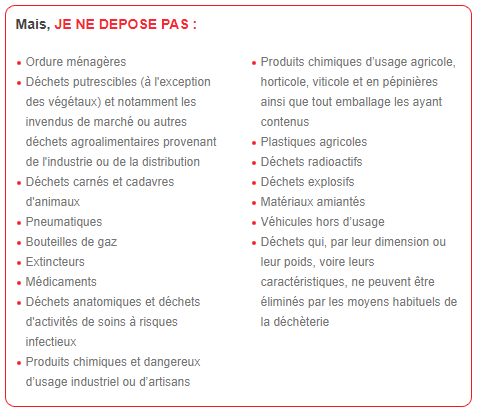 Mais, JE NE DEPOSE PAS :
Ordure ménagères
Déchets putrescibles (à l'exception
des végétaux) et notamment les
invendus de marché ou autres
déchets agroalimentaires provenant
de l'industrie ou de la distribution
Déchets carnés et cadavres
d'animaux
Pneumatiques
Bouteilles de gaz
Extincteurs
Médicaments
Déchets anatomiques et déchets
d'activités de soins à risques
infectieux
Produits chimiques et dangereux
d’usage industriel ou d’artisans
Produits chimiques d’usage agricole,
horticole, viticole et en pépinières
ainsi que tout emballage les ayant
contenus
Plastiques agricoles
Déchets radioactifs
Déchets explosifs
Matériaux amiantés
Véhicules hors d’usage
Déchets qui, par leur dimension ou
leur poids, voire leurs
caractéristiques, ne peuvent être
éliminés par les moyens habituels de
la déchèterie